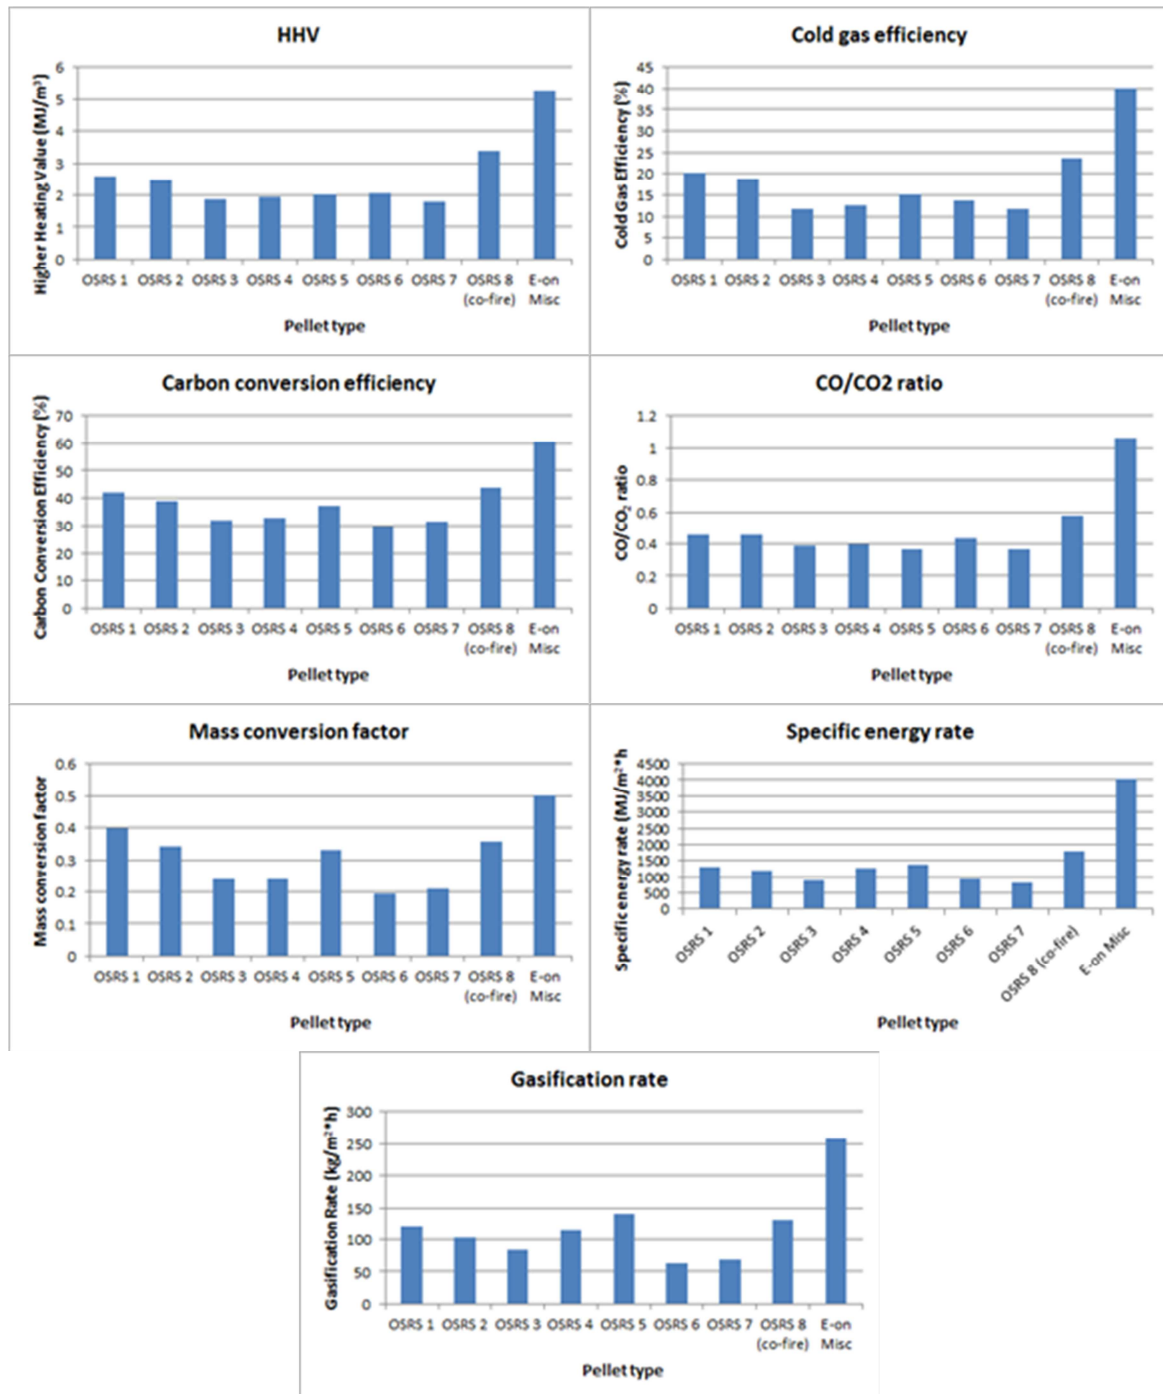 HHV
Higher Heating Value (MJ/m³)
6
5
4
3
2
1
0
OSRS 1 OSRS 2 OSRS 3 OSRS 4 OSRS 5 OSRS 6 OSRS 7 OSRS 8 E-on
(co-fire) Misc
Pellet type
Cold gas efficiency
Cold Gas Efficiency (%)
45
40
35
30
25
20
15
10
5
0
OSRS 1 OSRS 2 OSRS 3 OSRS 4 OSRS 5 OSRS 6 OSRS 7 OSRS 8 E-on
(co-fire) Misc
Pellet type
Carbon conversion efficiency
Carbon Conversion Efficiency (%)
70
60
50
40
30
20
10
0
OSRS 1 OSRS 2 OSRS 3 OSRS 4 OSRS 5 OSRS 6 OSRS 7 OSRS 8 E-on
(co-fire) Misc
Pellet type
CO/CO2 ratio
CO/CO₂ ratio
1.2
1
0.8
0.6
0.4
0.2
0
OSRS 1 OSRS 2 OSRS 3 OSRS 4 OSRS 5 OSRS 6 OSRS 7 OSRS 8 E-on
(co-fire) Misc
Pellet type
Mass conversion factor
Mass conversion factor
0.6
0.5
0.4
0.3
0.2
0.1
0
OSRS 1 OSRS 2 OSRS 3 OSRS 4 OSRS 5 OSRS 6 OSRS 7 OSRS 8 E-on
(co-fire) Misc
Pellet type
Specific energy rate
Specific energy rate (MJ/m²*h
4500
4000
3500
3000
2500
2000
1500
1000
500
0
OSRS 1
OSRS 2
OSRS 3
OSRS 4
OSRS 5
OSRS 6
OSRS 7
OSRS 8 (co-fire)
E-on Misc
Pellet type
Gasification rate
Gasification Rate (kg/m²*h)
300
250
200
150
100
50
0
OSRS 1 OSRS 2 OSRS 3 OSRS 4 OSRS 5 OSRS 6 OSRS 7 OSRS 8 E-on
(co-fire) Misc
Pellet type